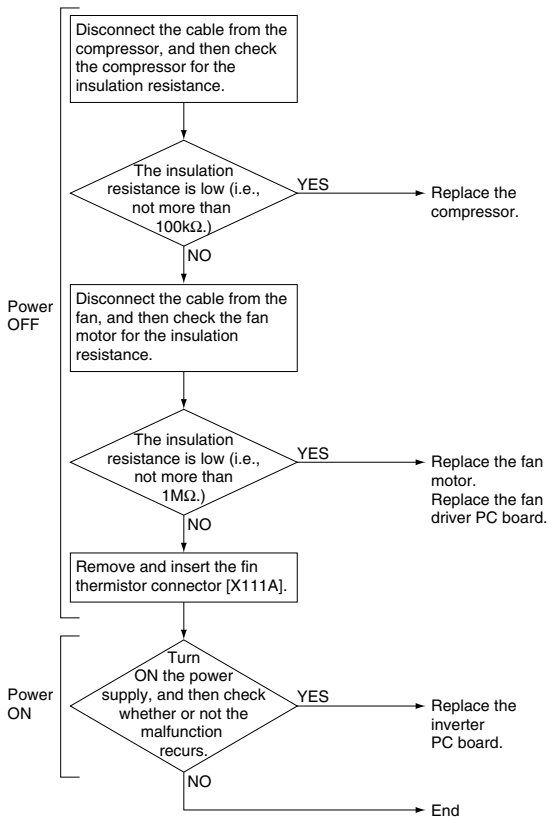 Disconnect the cable from the
compressor, and then check
the compressor for the
insulation resistance.
The insulation
resistance is low (i.e.,
not more than
100kΩ.)
YES
Replace the
compressor.
NO
Power
OFF
Disconnect the cable from the
fan, and then check the fan
motor for the insulation
resistance.
The insulation
resistance is low (i.e.,
not more than
1MΩ.)
YES
Replace the fan
motor.
Replace the fan
driver PC board.
NO
Remove and insert the fin
thermistor connector [X111A].
Power
ON
Turn
ON the power
supply, and then check
whether or not the
malfunction
recurs.
YES
Replace the
inverter
PC board.
NO
End